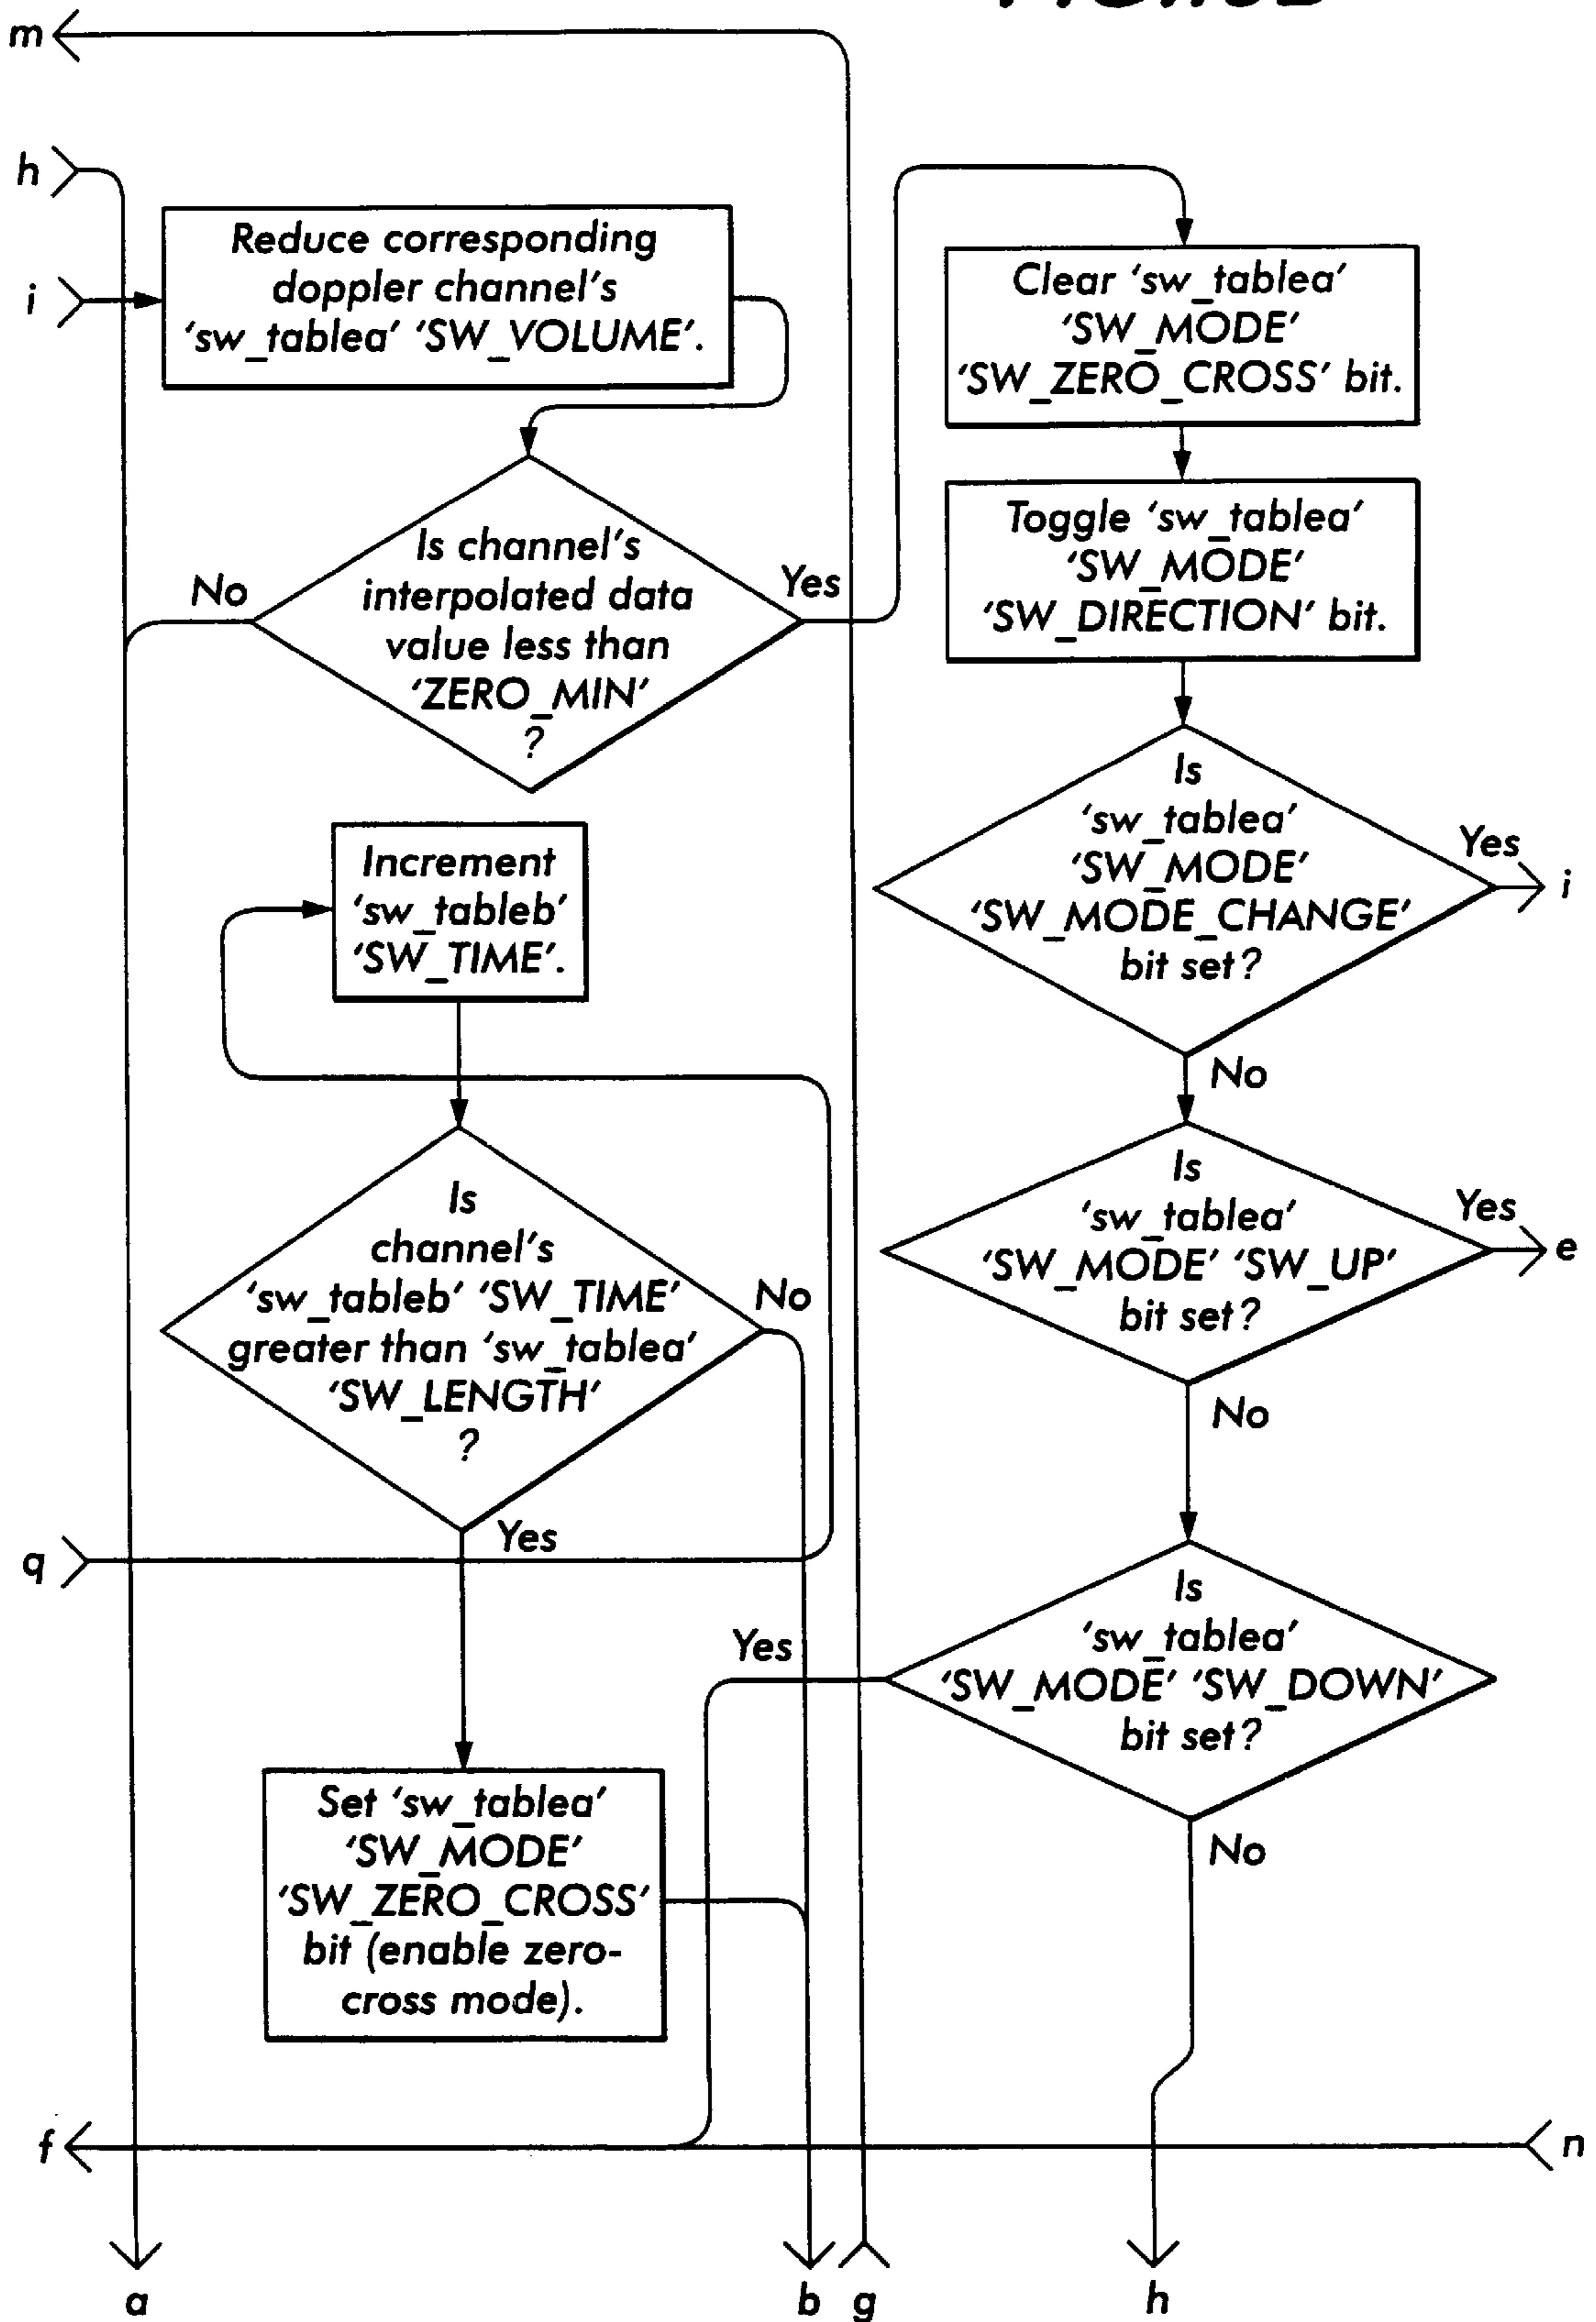 m
h
Reduce corresponding
doppler channel's
'sw_tablea' 'SW_VOLUME'.
i
No
Is channel's
interpolated data
value less than
'ZERO_MIN'
?
Yes
Increment
'sw_tableb'
'SW_TIME'.
Is
channel's
'sw_tableb' 'SW_TIME'
greater than 'sw_tablea'
'SW_LENGTH'
?
No
Yes
q
Set 'sw_tablea'
'SW_MODE'
'SW_ZERO_CROSS'
bit (enable zero-
cross mode).
Clear 'sw_tablea'
'SW_MODE'
'SW_ZERO_CROSS' bit.
Toggle 'sw_tablea'
'SW_MODE'
'SW_DIRECTION' bit.
Is
'sw_tablea'
'SW_MODE'
'SW_MODE_CHANGE'
bit set?
Yes
i
No
Is
'sw_tablea'
'SW_MODE' 'SW_UP'
bit set?
Yes
e
No
Is
'sw_tablea'
'SW_MODE' 'SW_DOWN'
bit set?
Yes
No
f
n
a
b
g
h